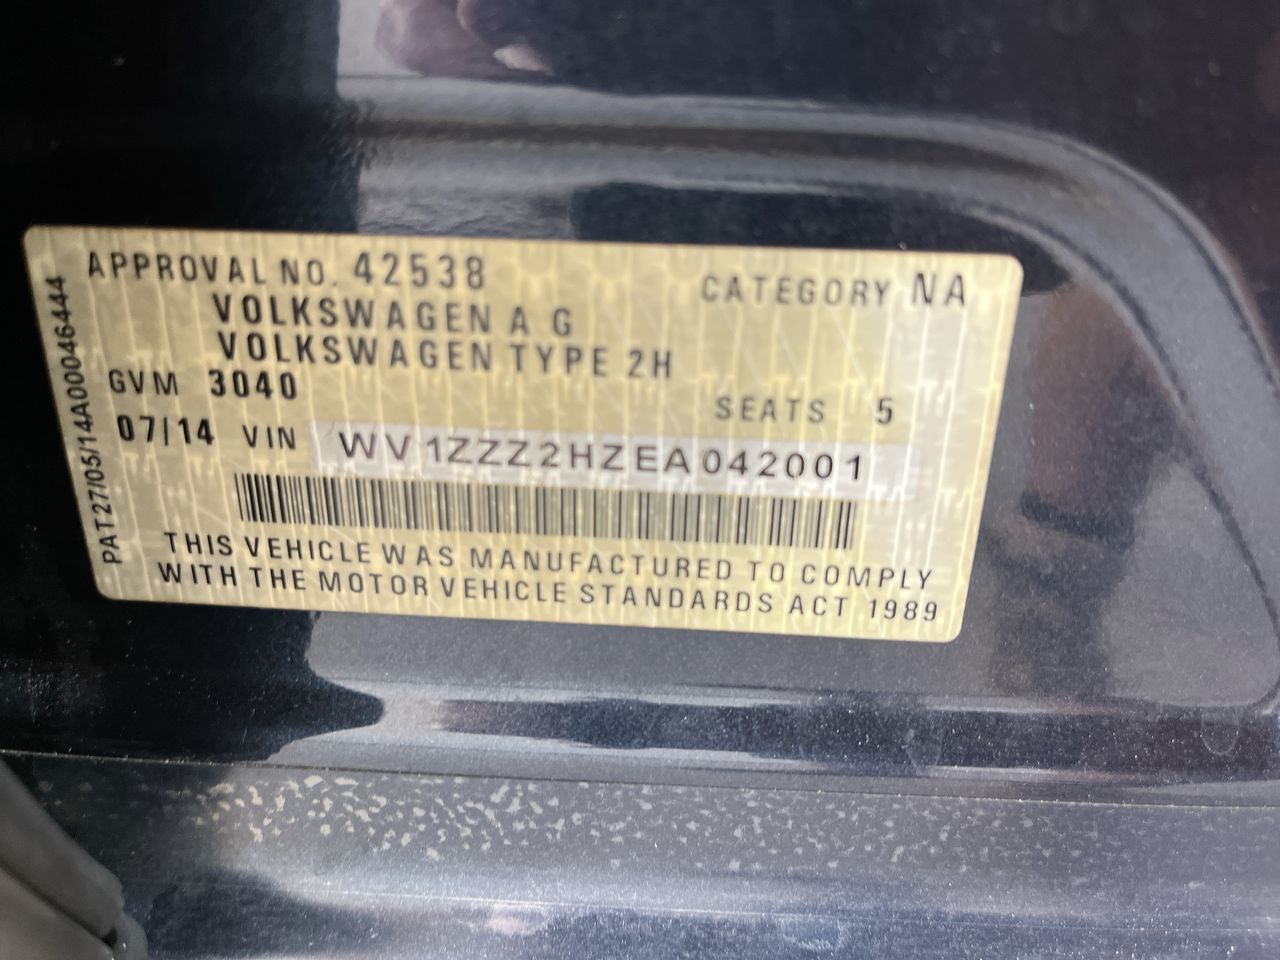 APPROVAL NO. 42538
CATEGORY NA
VOLKSWAGEN A G
VOLKSWAGEN TYPE 2H
GVM 3040
SEATS 5
07/14 VIN WV1ZZZ2HZEA042001
THIS VEHICLE WAS MANUFACTURED TO COMPLY
WITH THE MOTOR VEHICLE STANDARDS ACT 1989
PAT27/05/14A00046444